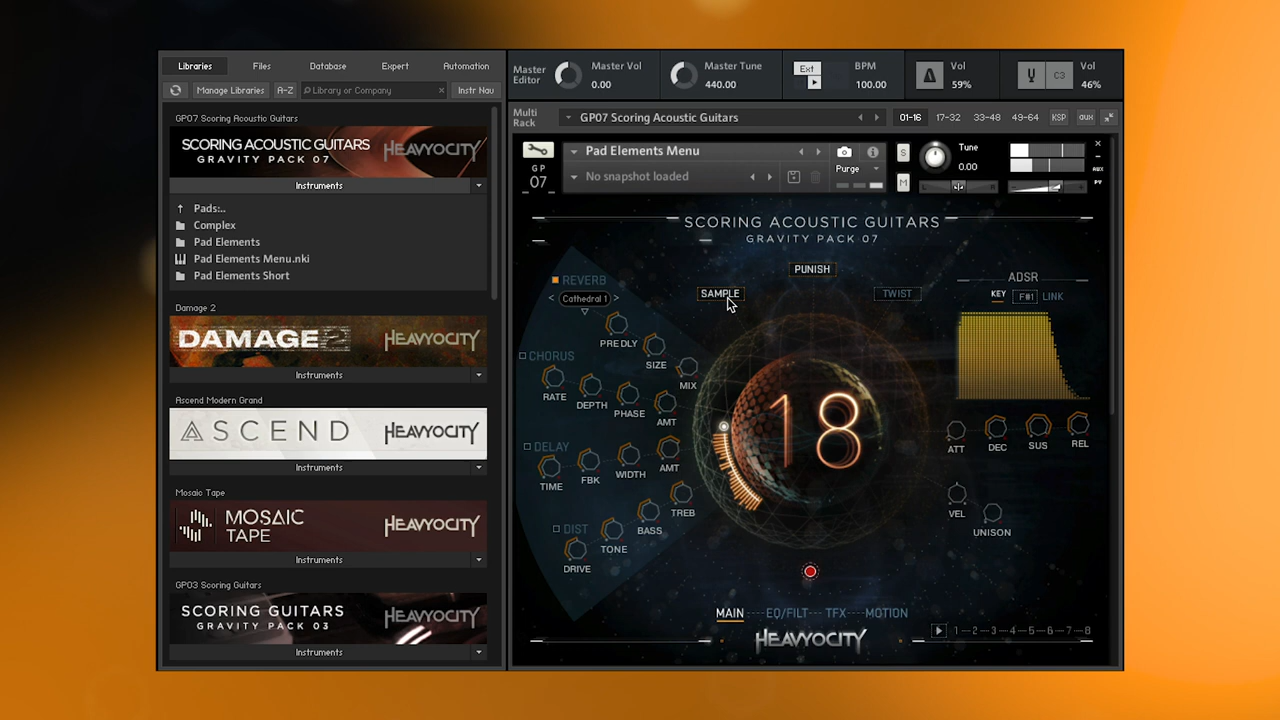 Libraries
Files
Database
Expert
Automation
Manage Libraries
A-Z
Library or Company
Instr Nav
GP07 Scoring Acoustic Guitars
SCORING ACOUSTIC GUITARS
GRAVITY PACK 07
HEAVYOCITY
Instruments
Pads:..
Complex
Pad Elements
Pad Elements Menu.nki
Pad Elements Short
Damage 2
DAMAGE 2
HEAVYOCITY
Instruments
Ascend Modern Grand
ASCEND
HEAVYOCITY
Instruments
Mosaic Tape
MOSAIC
TAPE
HEAVYOCITY
Instruments
GP03 Scoring Guitars
SCORING GUITARS
GRAVITY PACK 03
HEAVYOCITY
Instruments
Master
Editor
Master Vol
0.00
Master Tune
440.00
Ext
BPM
100.00
Vol
59%
C3
Vol
46%
Multi
Rack
GP07 Scoring Acoustic Guitars
01-16
17-32
33-48
49-64
KSP
AUX
GP
07
Pad Elements Menu
No snapshot loaded
Purge
S
M
Tune
0.00
L
R
AUX
PV
SCORING ACOUSTIC GUITARS
GRAVITY PACK 07
PUNISH
SAMPLE
TWIST
REVERB
Cathedral 1
PRE DLY
SIZE
MIX
CHORUS
RATE
DEPTH
PHASE
AMT
DELAY
TIME
FBK
WIDTH
AMT
DIST
DRIVE
TONE
BASS
TREB
18
ADSR
KEY
F#1
LINK
ATT
DEC
SUS
REL
VEL
UNISON
MAIN
EQ/FILT
TFX
MOTION
HEAVYOCITY
1 2 3 4 5 6 7 8